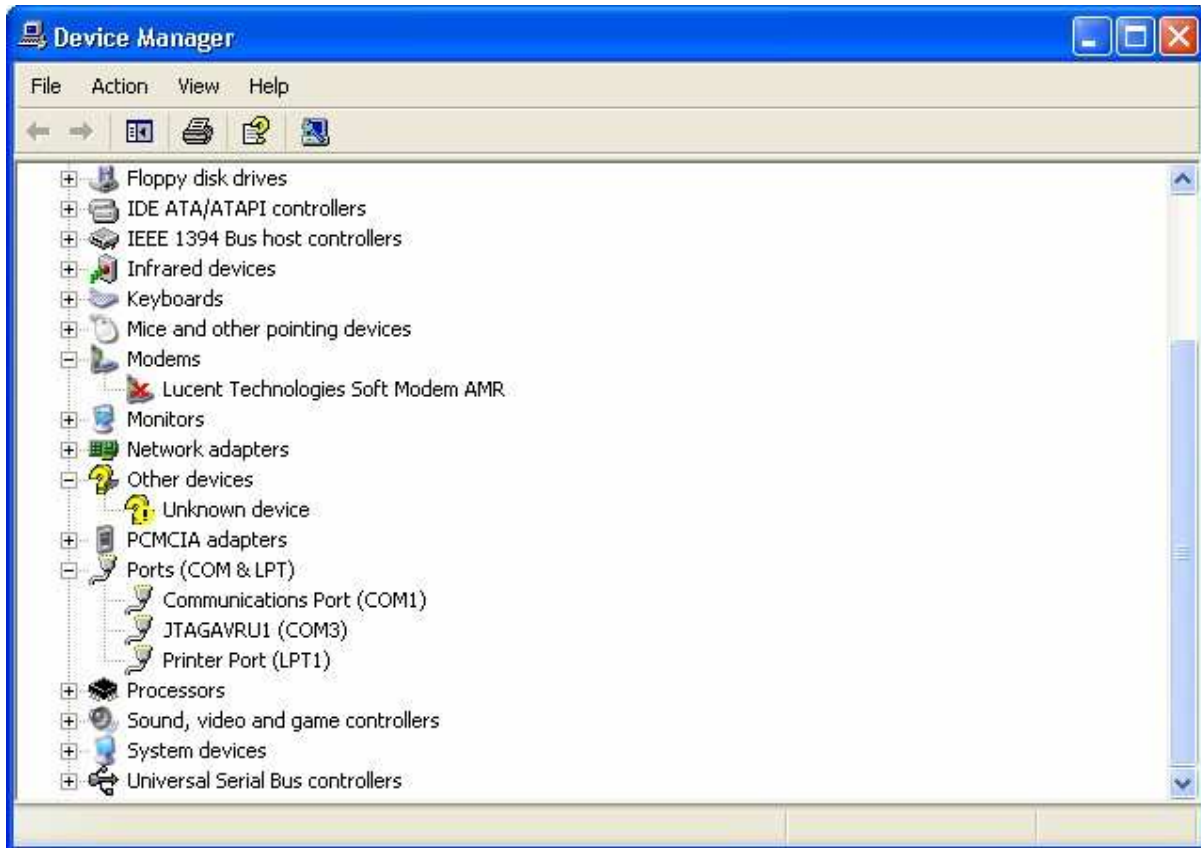 Device Manager
File Action View Help
Floppy disk drives
IDE ATA/ATAPI controllers
IEEE 1394 Bus host controllers
Infrared devices
Keyboards
Mice and other pointing devices
Modems
Lucent Technologies Soft Modem AMR
Monitors
Network adapters
Other devices
Unknown device
PCMCIA adapters
Ports (COM & LPT)
Communications Port (COM1)
JTAGAVRU1 (COM3)
Printer Port (LPT1)
Processors
Sound, video and game controllers
System devices
Universal Serial Bus controllers